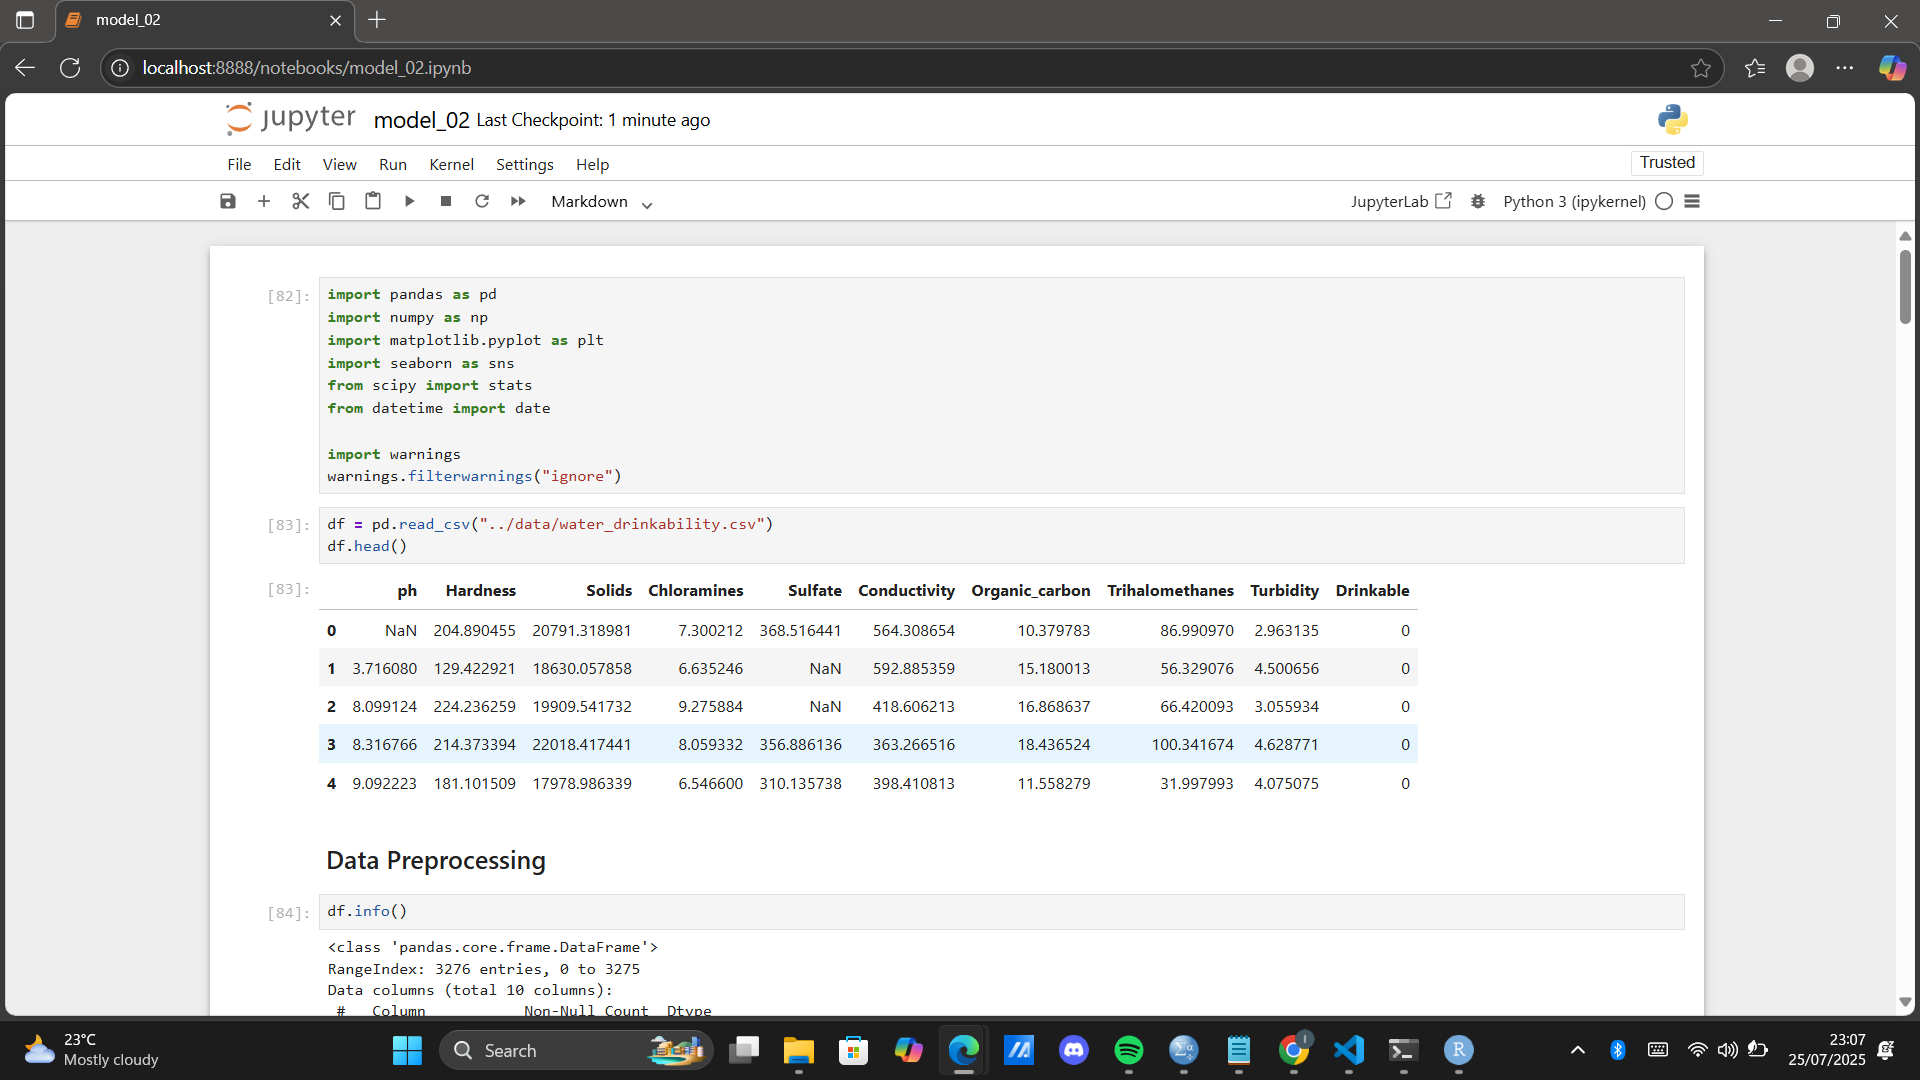 model_02
localhost:8888/notebooks/model_02.ipynb
jupyter model_02 Last Checkpoint: 1 minute ago
File Edit View Run Kernel Settings Help
Trusted
Markdown
JupyterLab Python 3 (ipykernel)
[82]:
import pandas as pd
import numpy as np
import matplotlib.pyplot as plt
import seaborn as sns
from scipy import stats
from datetime import date
import warnings
warnings.filterwarnings("ignore")
[83]:
df = pd.read_csv("../data/water_drinkability.csv")
df.head()
[83]:
ph Hardness Solids Chloramines Sulfate Conductivity Organic_carbon Trihalomethanes Turbidity Drinkable
0 NaN 204.890455 20791.318981 7.300212 368.516441 564.308654 10.379783 86.990970 2.963135 0
1 3.716080 129.422921 18630.057858 6.635246 NaN 592.885359 15.180013 56.329076 4.500656 0
2 8.099124 224.236259 19909.541732 9.275884 NaN 418.606213 16.868637 66.420093 3.055934 0
3 8.316766 214.373394 22018.417441 8.059332 356.886136 363.266516 18.436524 100.341674 4.628771 0
4 9.092223 181.101509 17978.986339 6.546600 310.135738 398.410813 11.558279 31.997993 4.075075 0
Data Preprocessing
[84]:
df.info()
<class 'pandas.core.frame.DataFrame'>
RangeIndex: 3276 entries, 0 to 3275
Data columns (total 10 columns):
# Column Non-Null Count Dtype
23°C
Mostly cloudy
Search
23:07
25/07/2025